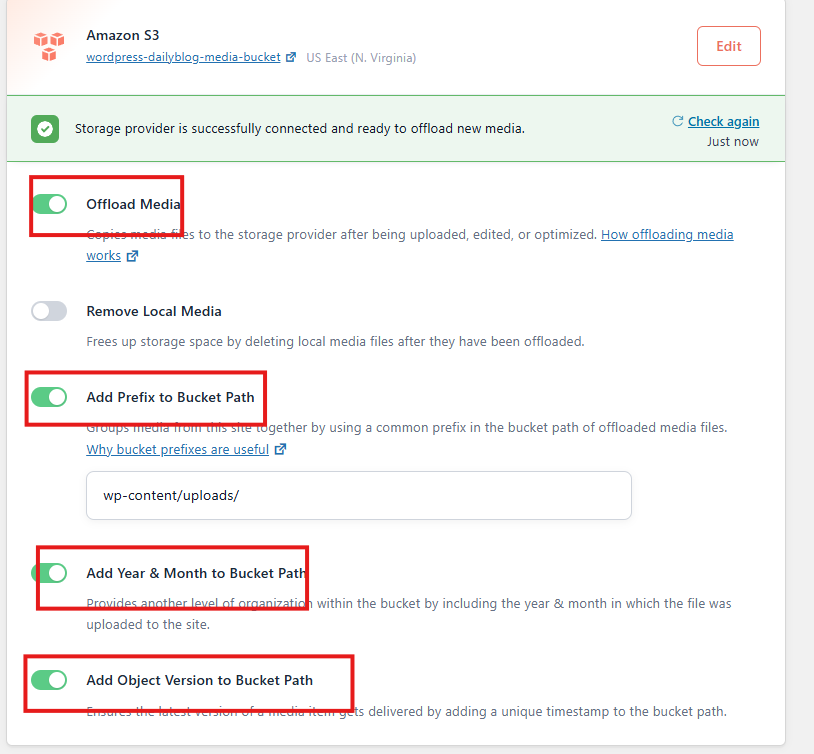 Amazon S3
wordpress-dailyblog-media-bucket US East (N. Virginia)
Edit
Storage provider is successfully connected and ready to offload new media.
Check again
Just now
Offload Media
Copies media files to the storage provider after being uploaded, edited, or optimized. How offloading media
works
Remove Local Media
Frees up storage space by deleting local media files after they have been offloaded.
Add Prefix to Bucket Path
Groups media from this site together by using a common prefix in the bucket path of offloaded media files.
Why bucket prefixes are useful
wp-content/uploads/
Add Year & Month to Bucket Path
Provides another level of organization within the bucket by including the year & month in which the file was
uploaded to the site.
Add Object Version to Bucket Path
Ensures the latest version of a media item gets delivered by adding a unique timestamp to the bucket path.